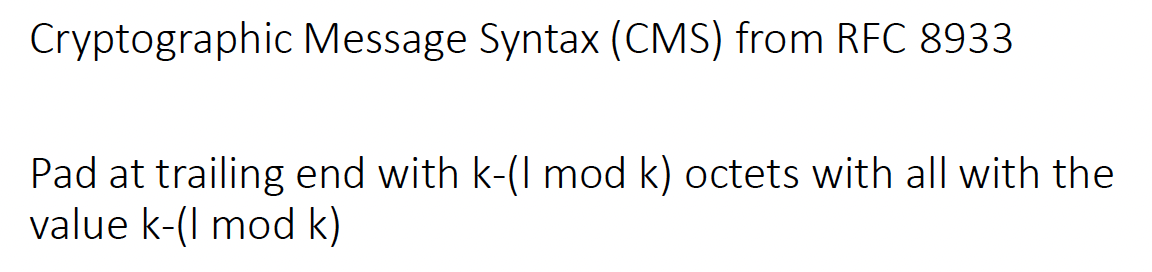 Cryptographic Message Syntax (CMS) from RFC 8933
Pad at trailing end with k-(l mod k) octets with all with the
value k-(l mod k)